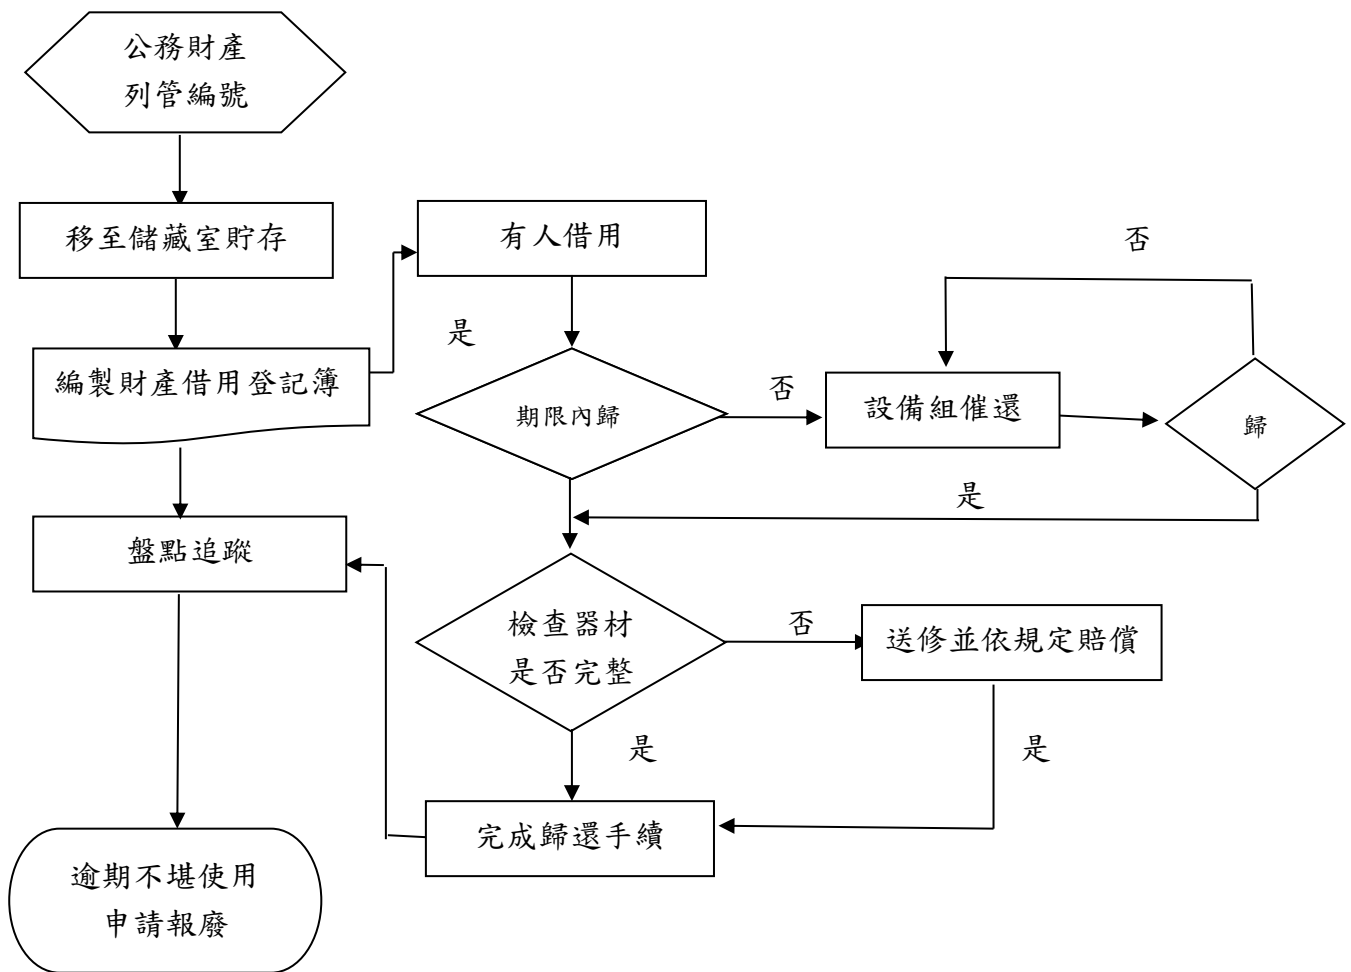 公務財產
列管編號
移至儲藏室貯存
編製財產借用登記簿
盤點追蹤
逾期不堪使用
申請報廢
有人借用
是
期限內歸
否
設備組催還
否
歸
是
檢查器材
是否完整
否
送修並依規定賠償
是
是
完成歸還手續